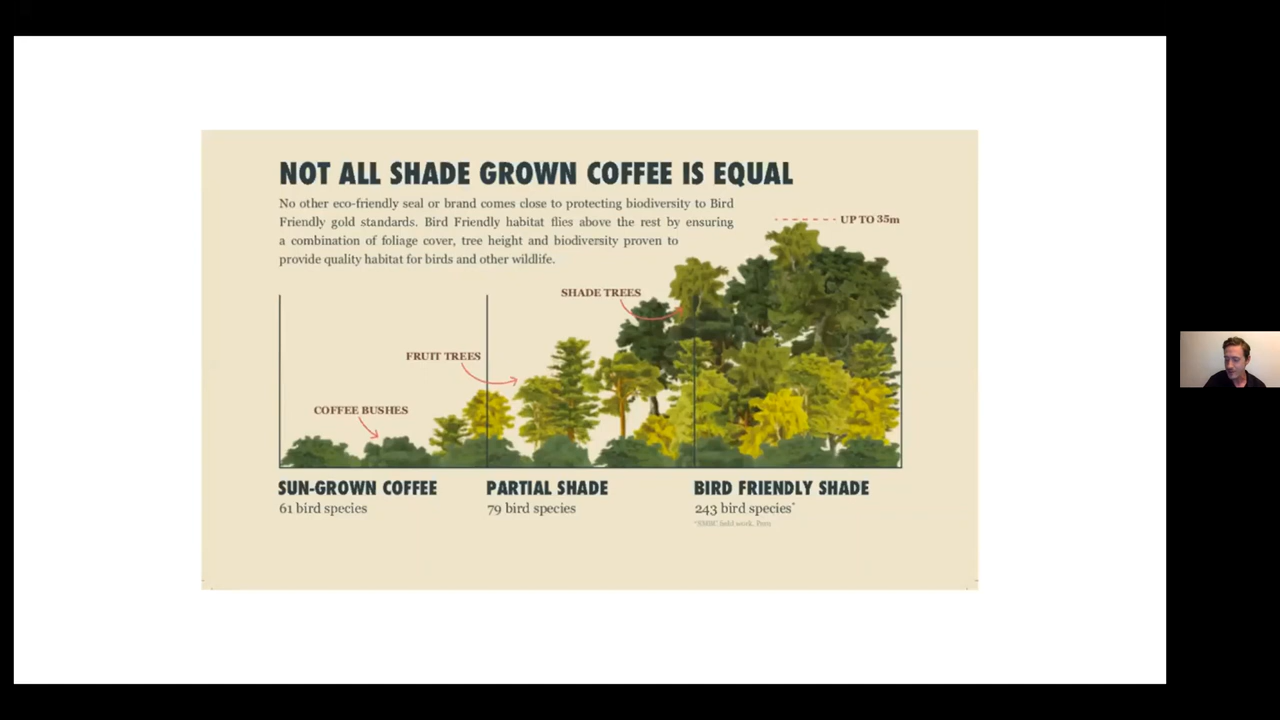 NOT ALL SHADE GROWN COFFEE IS EQUAL
No other eco-friendly seal or brand comes close to protecting biodiversity to Bird
Friendly gold standards. Bird Friendly habitat flies above the rest by ensuring
a combination of foliage cover, tree height and biodiversity proven to
provide quality habitat for birds and other wildlife.
UP TO 35m
SHADE TREES
FRUIT TREES
COFFEE BUSHES
SUN-GROWN COFFEE
61 bird species
PARTIAL SHADE
79 bird species
BIRD FRIENDLY SHADE
243 bird species*
*SMBC field work, Peru